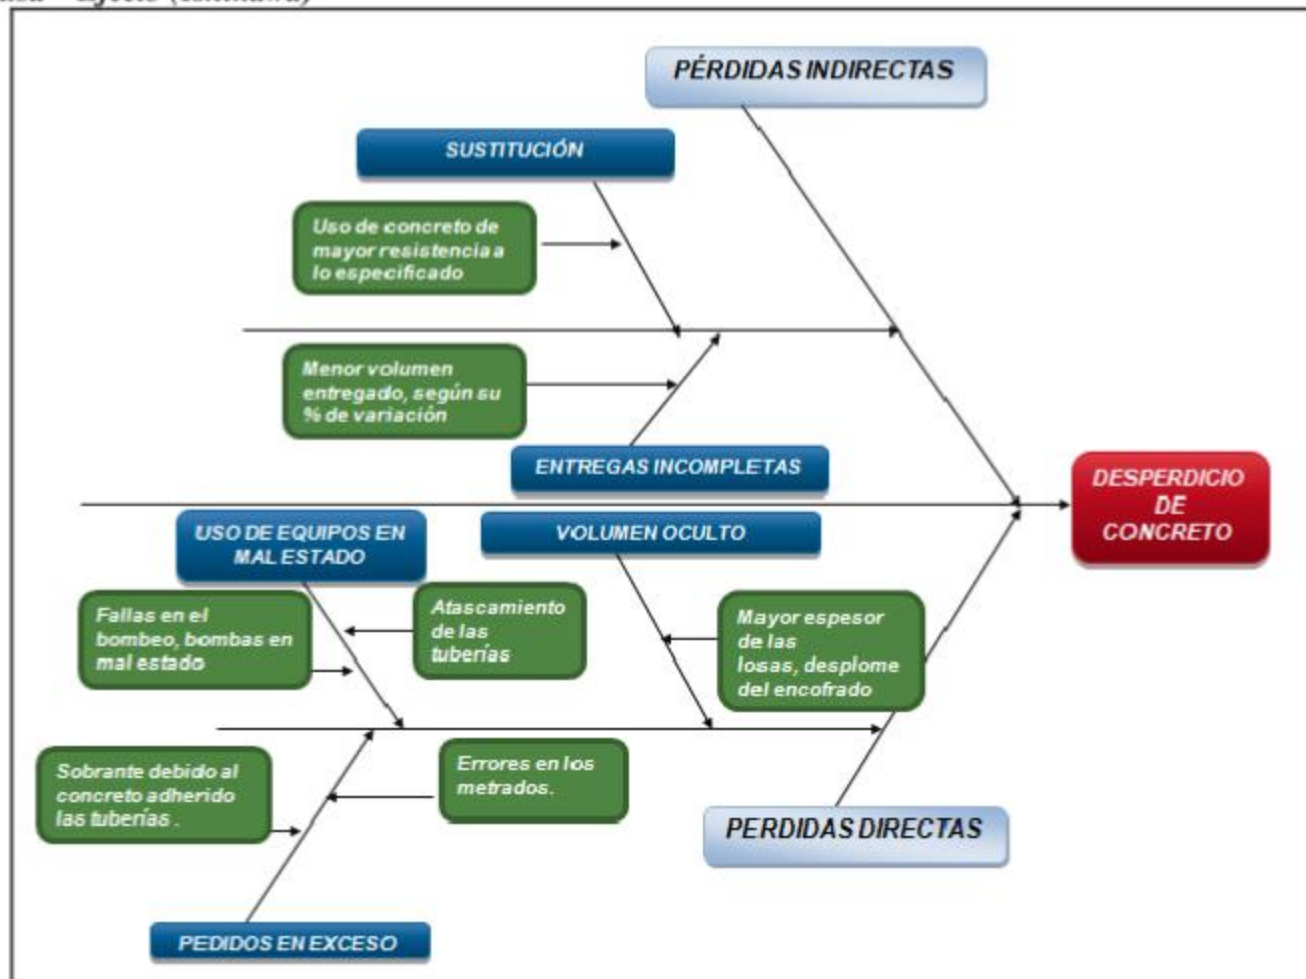 PÉRDIDAS INDIRECTAS
SUSTITUCIÓN
Uso de concreto de
mayor resistencia a
lo especificado
Menor volumen
entregado, según su
% de variación
ENTREGAS INCOMPLETAS
DESPERDICIO
DE
CONCRETO
USO DE EQUIPOS EN
MAL ESTADO
VOLUMEN OCULTO
Fallas en el
bombeo, bombas en
mal estado
Atascamiento
de las
tuberías
Mayor espesor
de las
losas, desplome
del encofrado
Sobrante debido al
concreto adherido
las tuberías .
Errores en los
metrados.
PERDIDAS DIRECTAS
PEDIDOS EN EXCESO